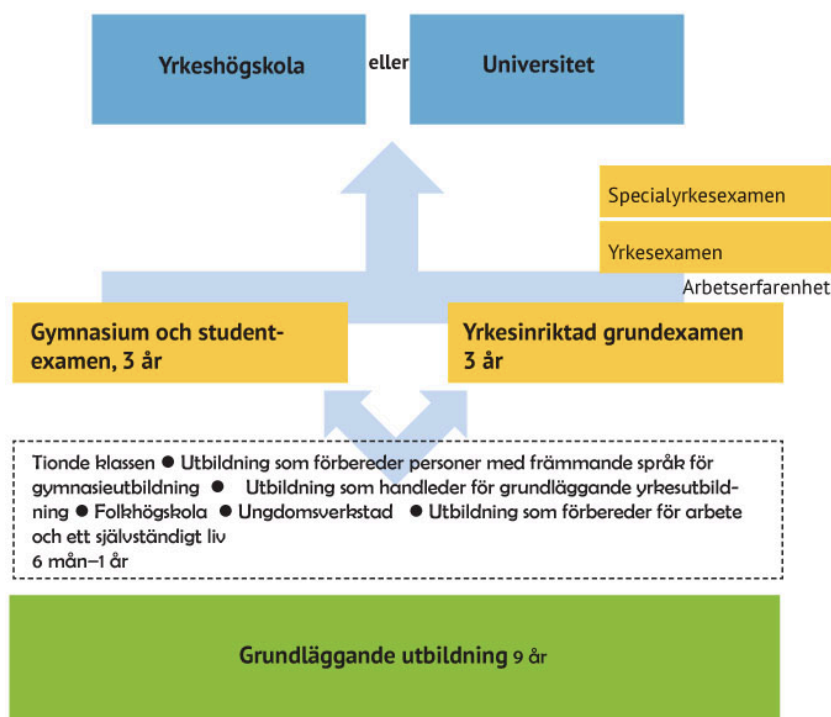 Yrkeshögskola eller Universitet
Specialyrkesexamen
Yrkesexamen
Arbetserfarenhet
Gymnasium och student-
examen, 3 år
Yrkesinriktad grundexamen
3 år
Tionde klassen ● Utbildning som förbereder personer med främmande språk för
gymnasieutbildning ● Utbildning som handleder för grundläggande yrkesutbild-
ning ● Folkhögskola ● Ungdomsverkstad ● Utbildning som förbereder för arbete
och ett självständigt liv
6 mån–1 år
Grundläggande utbildning 9 år